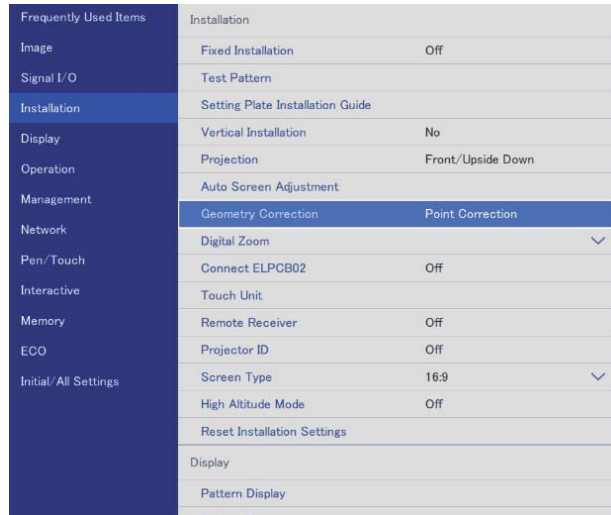 Frequently Used Items
Image
Signal I/O
Installation
Display
Operation
Management
Network
Pen/Touch
Interactive
Memory
ECO
Initial/All Settings
Installation
Fixed Installation Off
Test Pattern
Setting Plate Installation Guide
Vertical Installation No
Projection Front/Upside Down
Auto Screen Adjustment
Geometry Correction Point Correction
Digital Zoom
Connect ELPCB02 Off
Touch Unit
Remote Receiver Off
Projector ID Off
Screen Type 16:9
High Altitude Mode Off
Reset Installation Settings
Display
Pattern Display